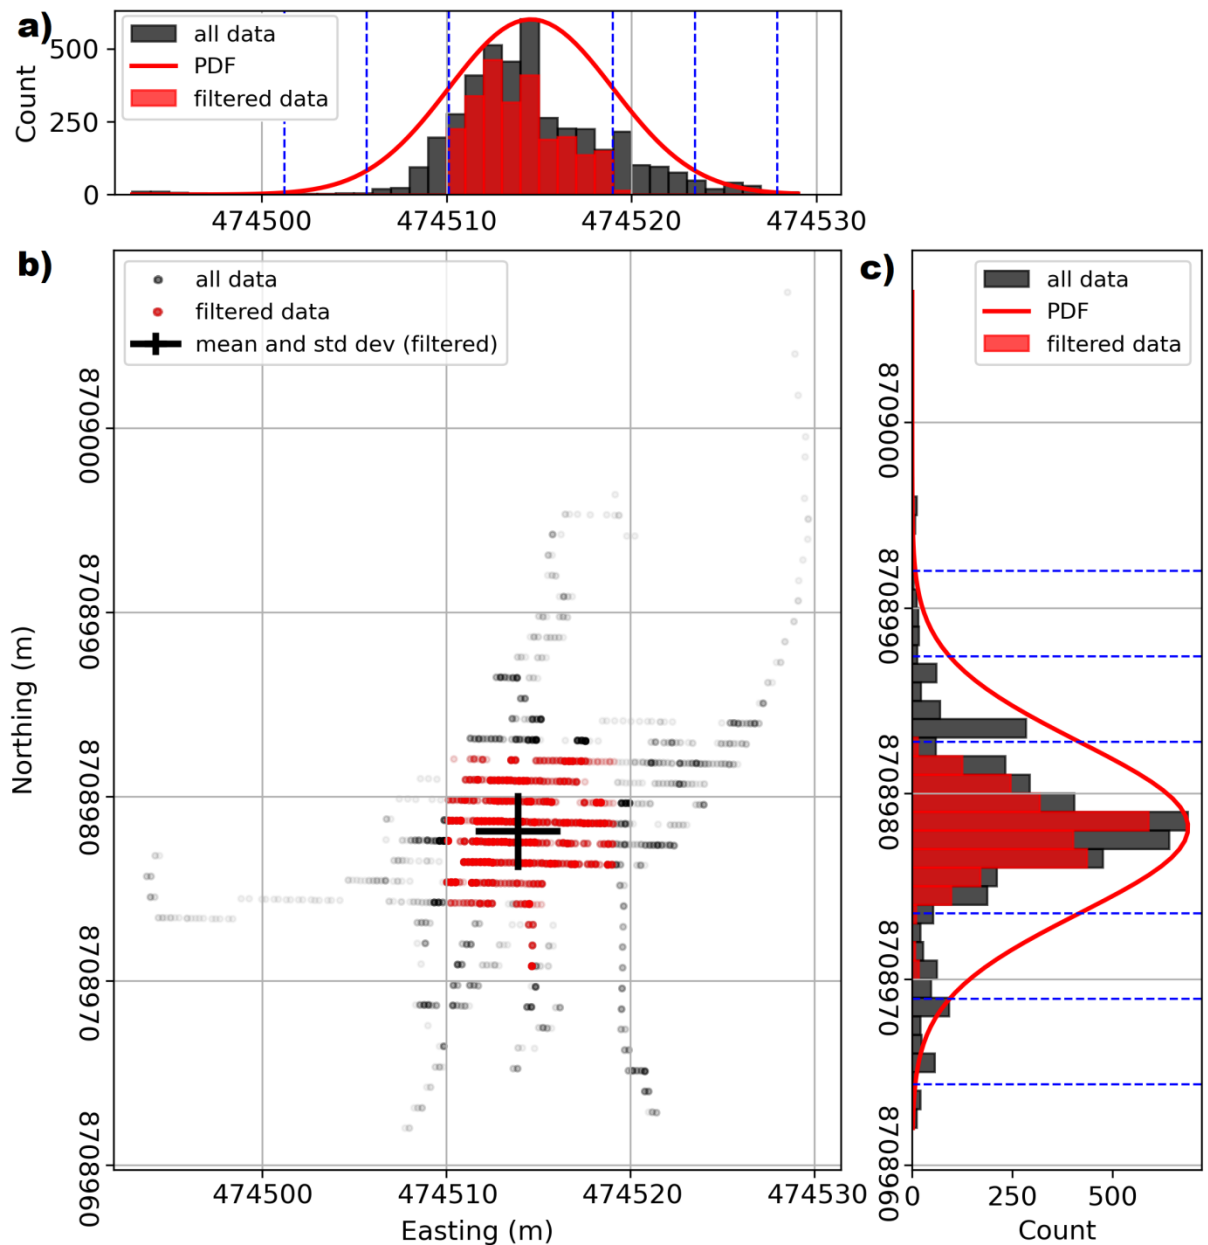 a)
all data
PDF
filtered data
500
250
0
Count
474500
474510
474520
474530
b)
all data
filtered data
mean and std dev (filtered)
8709000
8708990
8708980
8708970
8708960
Northing (m)
474500
474510
474520
474530
Easting (m)
c)
all data
PDF
filtered data
8709000
8708990
8708980
8708970
8708960
0
250
500
Count